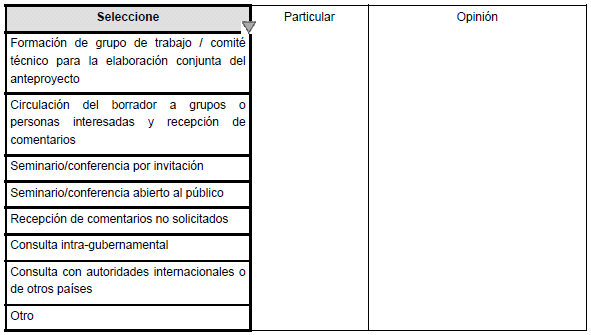 Seleccione Particular Opinión
Formación de grupo de trabajo / comité
técnico para la elaboración conjunta del
anteproyecto
Circulación del borrador a grupos o
personas interesadas y recepción de
comentarios
Seminario/conferencia por invitación
Seminario/conferencia abierto al público
Recepción de comentarios no solicitados
Consulta intra-gubernamental
Consulta con autoridades internacionales o
de otros países
Otro